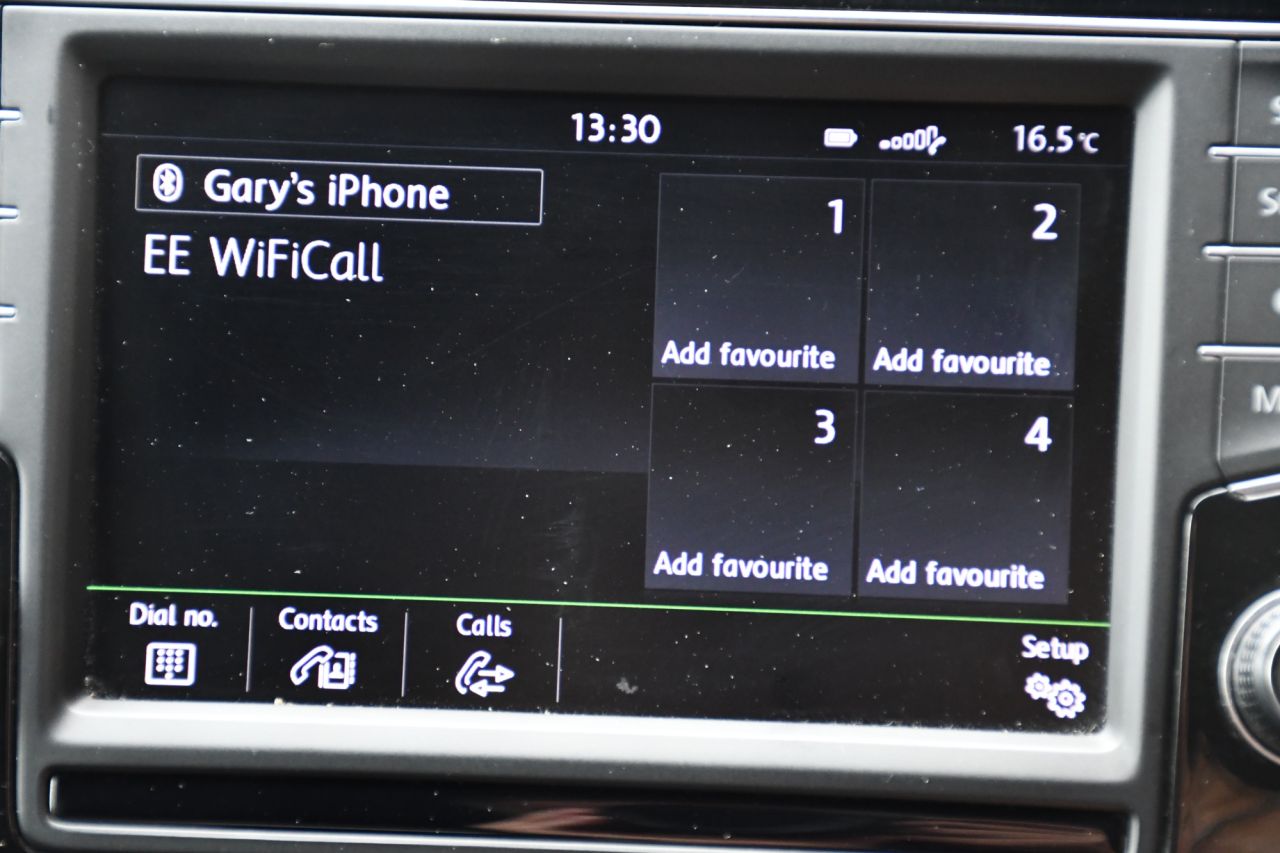 13:30
16.5°C
Gary's iPhone
EE WiFiCall
1
2
Add favourite
Add favourite
3
4
Add favourite
Add favourite
Dial no.
Contacts
Calls
Setup